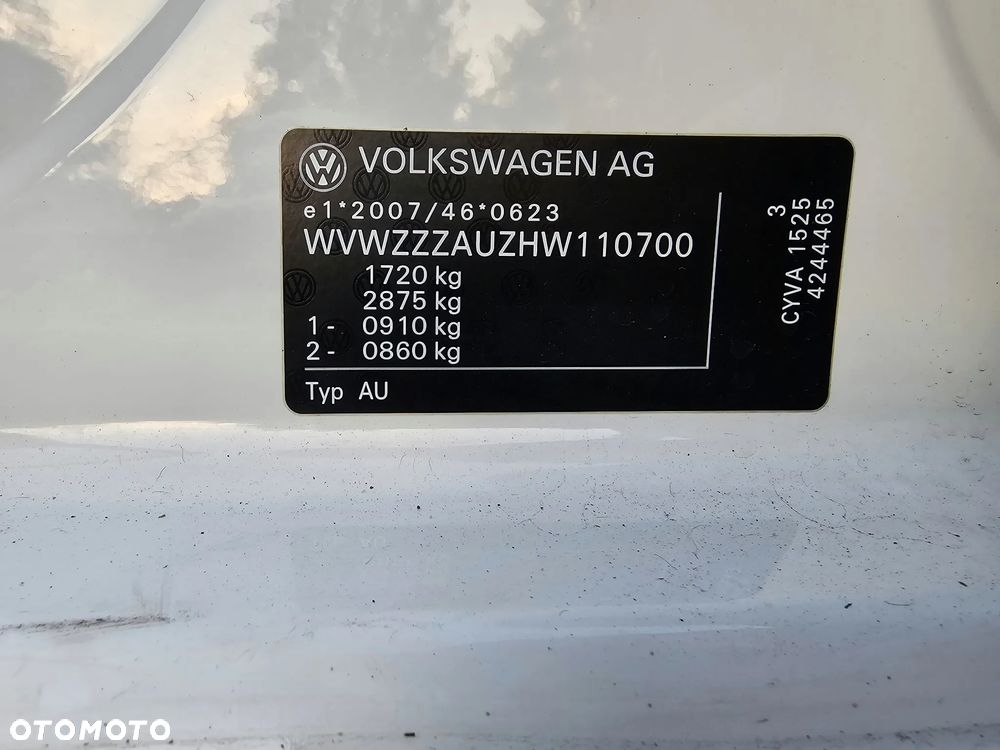 VOLKSWAGEN AG
e1*2007/46*0623
WVWZZZAUZHW110700
1720 kg
2875 kg
1- 0910 kg
2- 0860 kg
Typ AU
3
CYVA 1525
4244465
OTOMOTO